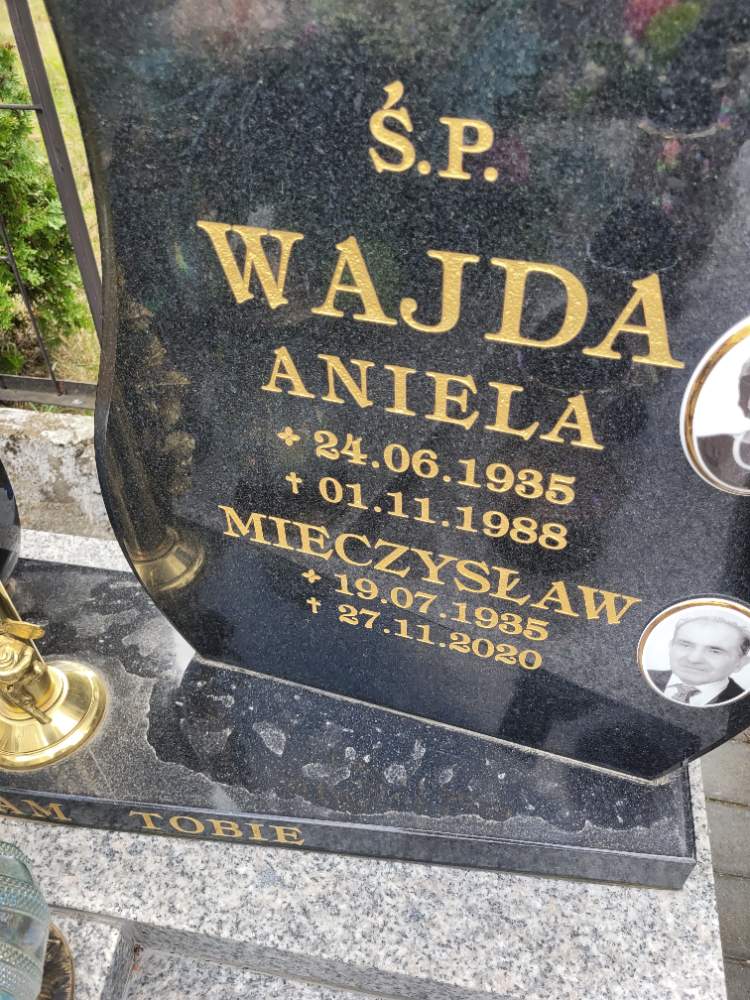 Ś.P.
WAJDA
ANIELA
+ 24.06.1935
† 01.11.1988
MIECZYSŁAW
+ 19.07.1935
† 27.11.2020
TOBIE